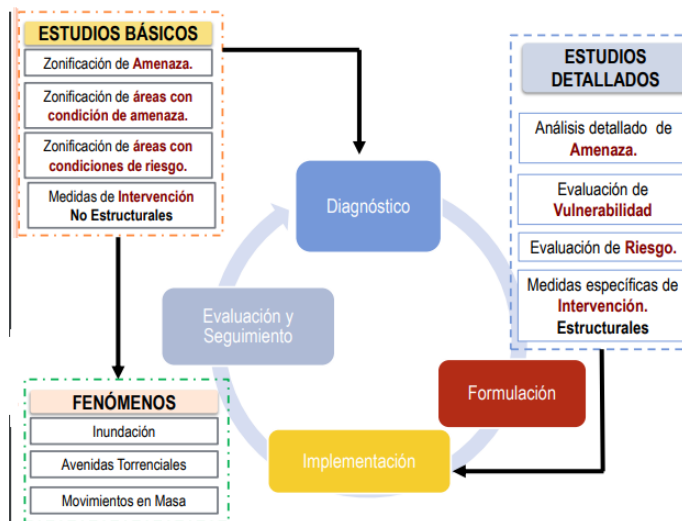 ESTUDIOS BÁSICOS
Zonificación de Amenaza.
Zonificación de áreas con
condición de amenaza.
Zonificación de áreas con
condiciones de riesgo.
Medidas de Intervención
No Estructurales
ESTUDIOS
DETALLADOS
Análisis detallado de
Amenaza.
Evaluación de
Vulnerabilidad
Evaluación de Riesgo.
Medidas específicas de
Intervención.
Estructurales
Diagnóstico
Evaluación y
Seguimiento
Formulación
Implementación
FENÓMENOS
Inundación
Avenidas Torrenciales
Movimientos en Masa